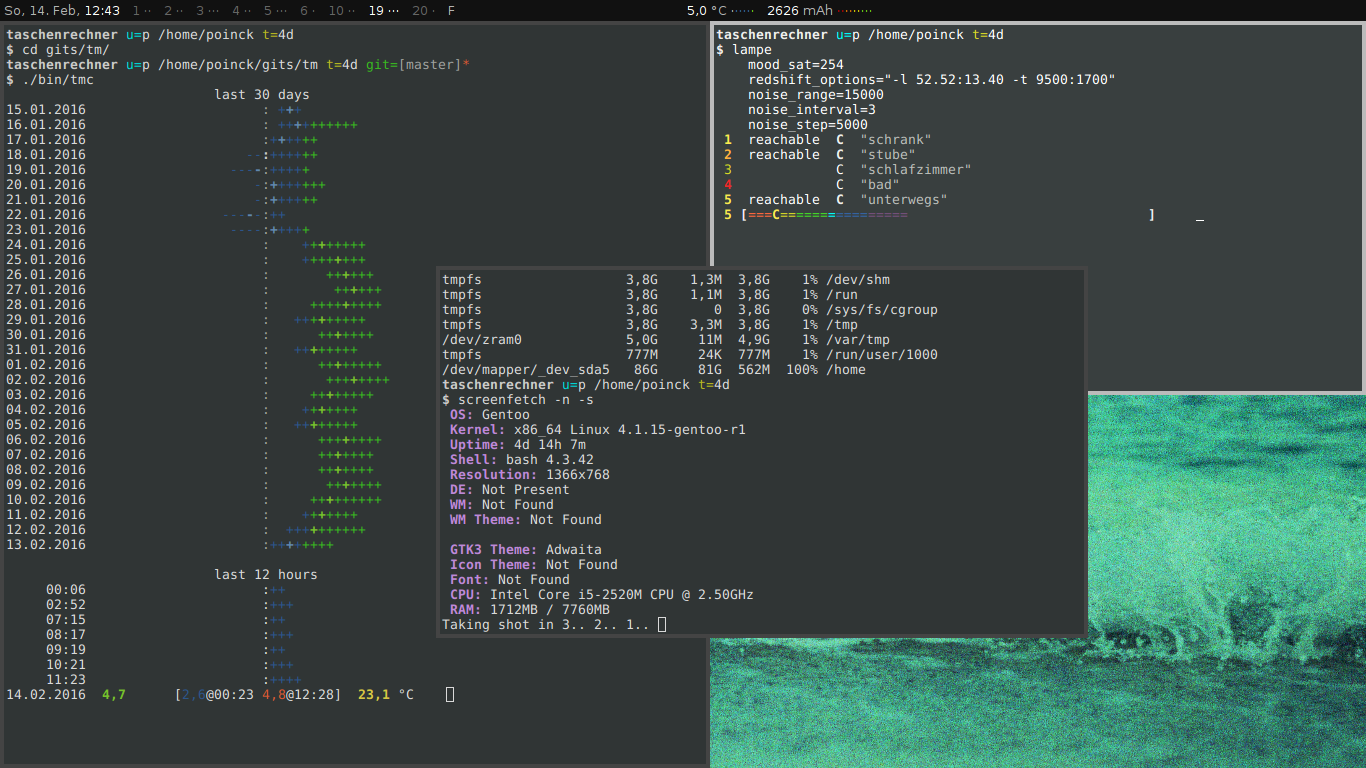 So, 14. Feb, 12:43 1 ·· 2 ·· 3 ··· 4 ·· 5 ··· 6 · 10 ·· 19 ··· 20 · F 5,0 °C ······ 2626 mAh ·········
taschenrechner u=p /home/poinck t=4d
$ cd gits/tm/
taschenrechner u=p /home/poinck/gits/tm t=4d git=[master]*
$ ./bin/tmc
last 30 days
15.01.2016 : +++
16.01.2016 : ++++++++++
17.01.2016 :++++++
18.01.2016 --:++++++
19.01.2016 ----:+++++
20.01.2016 -:+++++++
21.01.2016 -:++++++
22.01.2016 -----:++
23.01.2016 ----:+++++
24.01.2016 : ++++++++
25.01.2016 : ++++++++
26.01.2016 : ++++++
27.01.2016 : ++++++
28.01.2016 : +++++++++
29.01.2016 : ++++++++
30.01.2016 : +++++++
31.01.2016 : ++++++++
01.02.2016 : ++++++++
02.02.2016 : +++++++++
03.02.2016 : +++++++++
04.02.2016 : +++++++
05.02.2016 : ++++++++
06.02.2016 : ++++++++
07.02.2016 : +++++++
08.02.2016 : +++++++
09.02.2016 : ++++++++
10.02.2016 : +++++++++
11.02.2016 : +++++++
12.02.2016 : ++++++++++
13.02.2016 :++++++++
last 12 hours
00:06 :++
02:52 :+++
07:15 :++
08:17 :+++
09:19 :++
10:21 :+++
11:23 :++++
14.02.2016 4,7 [2,6@00:23 4,8@12:28] 23,1 °C
taschenrechner u=p /home/poinck t=4d
$ lampe
mood_sat=254
redshift_options="-l 52.52:13.40 -t 9500:1700"
noise_range=15000
noise_interval=3
noise_step=5000
1 reachable C "schrank"
2 reachable C "stube"
3 C "schlafzimmer"
4 C "bad"
5 reachable C "unterwegs"
5 [===C================ ] _
tmpfs 3,8G 1,3M 3,8G 1% /dev/shm
tmpfs 3,8G 1,1M 3,8G 1% /run
tmpfs 3,8G 0 3,8G 0% /sys/fs/cgroup
tmpfs 3,8G 3,3M 3,8G 1% /tmp
/dev/zram0 5,0G 11M 4,9G 1% /var/tmp
tmpfs 777M 24K 777M 1% /run/user/1000
/dev/mapper/_dev_sda5 86G 81G 562M 100% /home
taschenrechner u=p /home/poinck t=4d
$ screenfetch -n -s
OS: Gentoo
Kernel: x86_64 Linux 4.1.15-gentoo-r1
Uptime: 4d 14h 7m
Shell: bash 4.3.42
Resolution: 1366x768
DE: Not Present
WM: Not Found
WM Theme: Not Found
GTK3 Theme: Adwaita
Icon Theme: Not Found
Font: Not Found
CPU: Intel Core i5-2520M CPU @ 2.50GHz
RAM: 1712MB / 7760MB
Taking shot in 3.. 2.. 1..